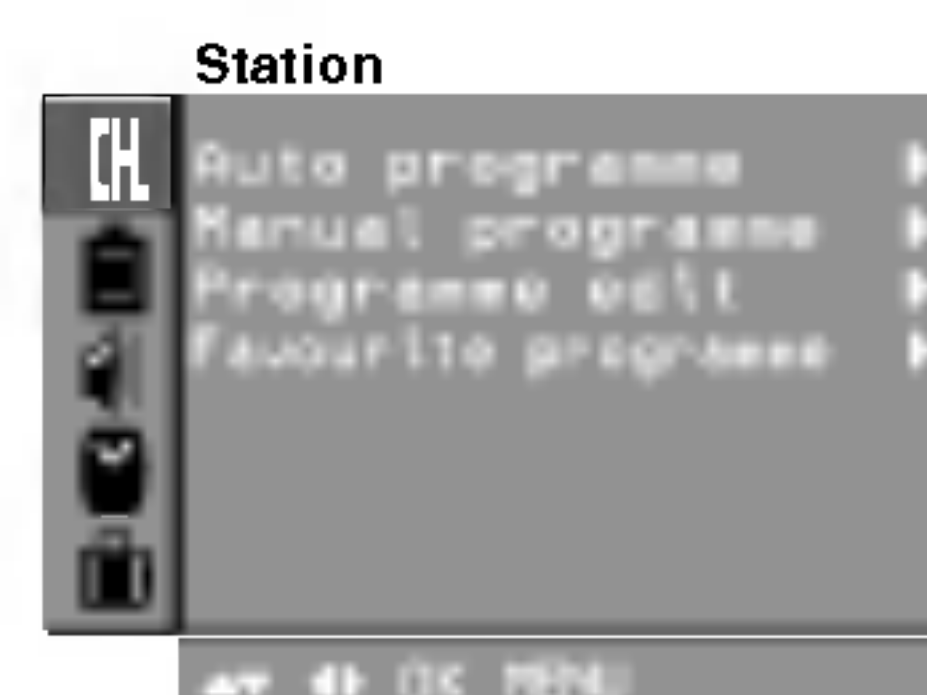 Station
CH
Auto programme
Manual programme
Programme edit
Favourite programme
OK MENU